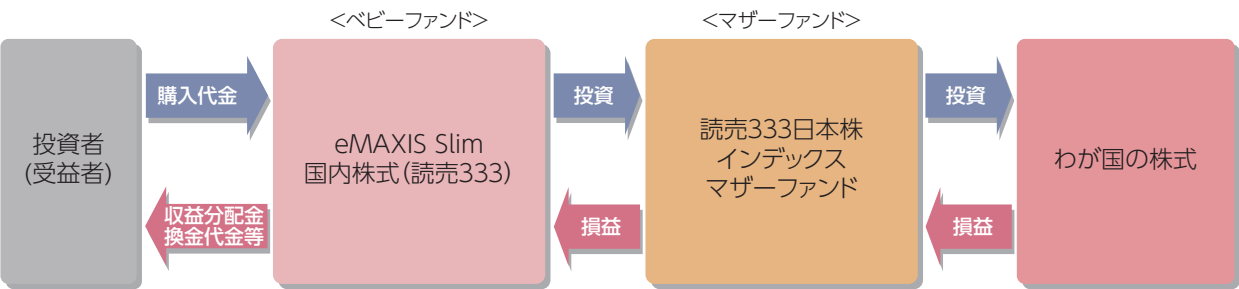 <ベビーファンド>
<マザーファンド>
投資者
(受益者)
購入代金
収益分配金
換金代金等
eMAXIS Slim
国内株式(読売333)
投資
損益
読売333日本株
インデックス
マザーファンド
投資
損益
わが国の株式